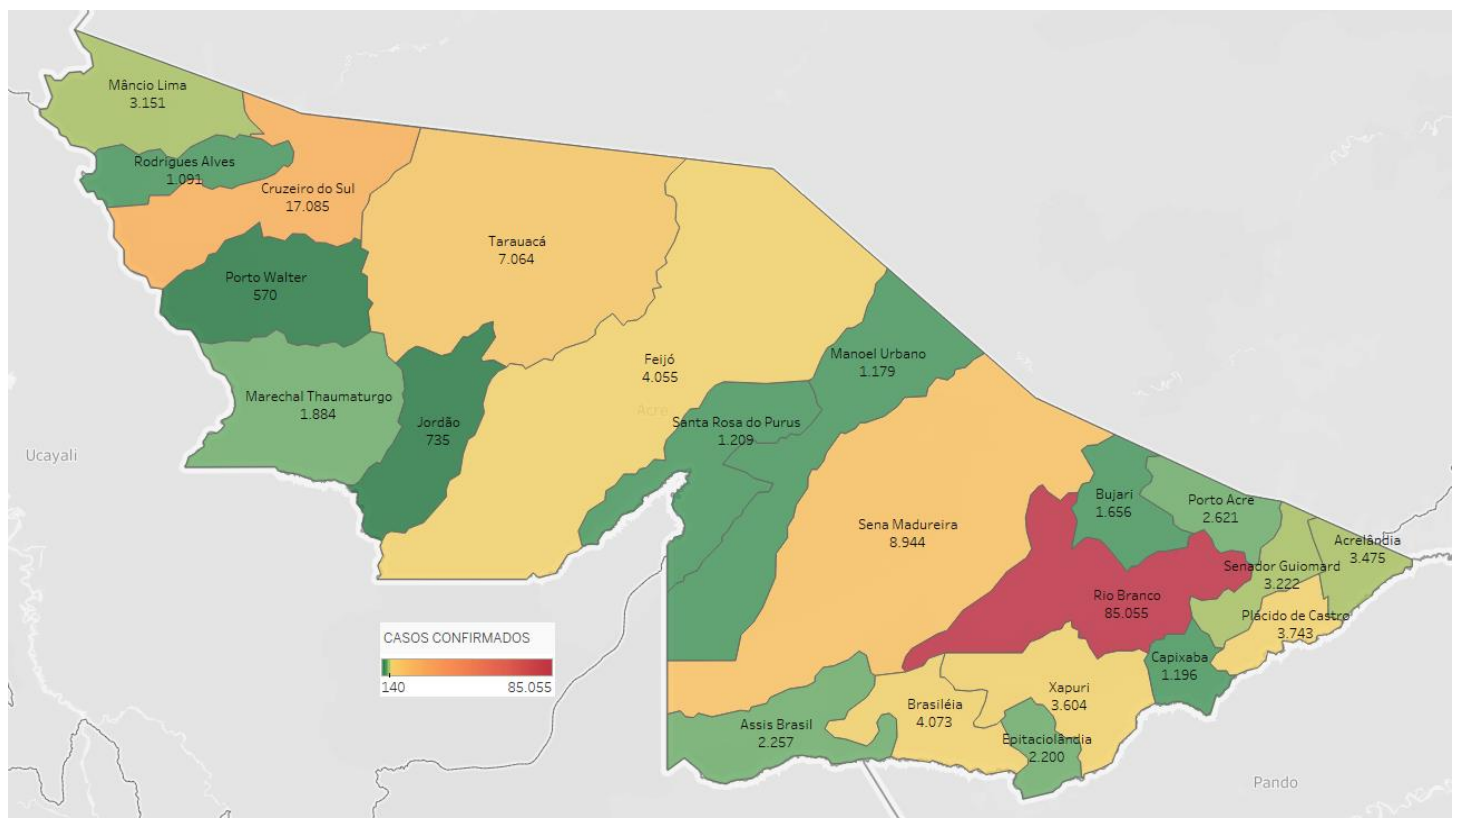 Mâncio Lima
3.151
Rodrigues Alves
1.091
Cruzeiro do Sul
17.085
Tarauacá
7.064
Porto Walter
570
Feijó
4.055
Manoel Urbano
1.179
Marechal Thaumaturgo
1.884
Jordão
735
Acre
Santa Rosa do Purus
1.209
Ucayali
Sena Madureira
8.944
Bujari
1.656
Porto Acre
2.621
Acrelândia
3.475
Senador Guiomard
3.222
Rio Branco
85.055
Plácido de Castro
3.743
Capixaba
1.196
CASOS CONFIRMADOS
140
85.055
Xapuri
3.604
Brasiléia
4.073
Assis Brasil
2.257
Epitaciolândia
2.200
Pando